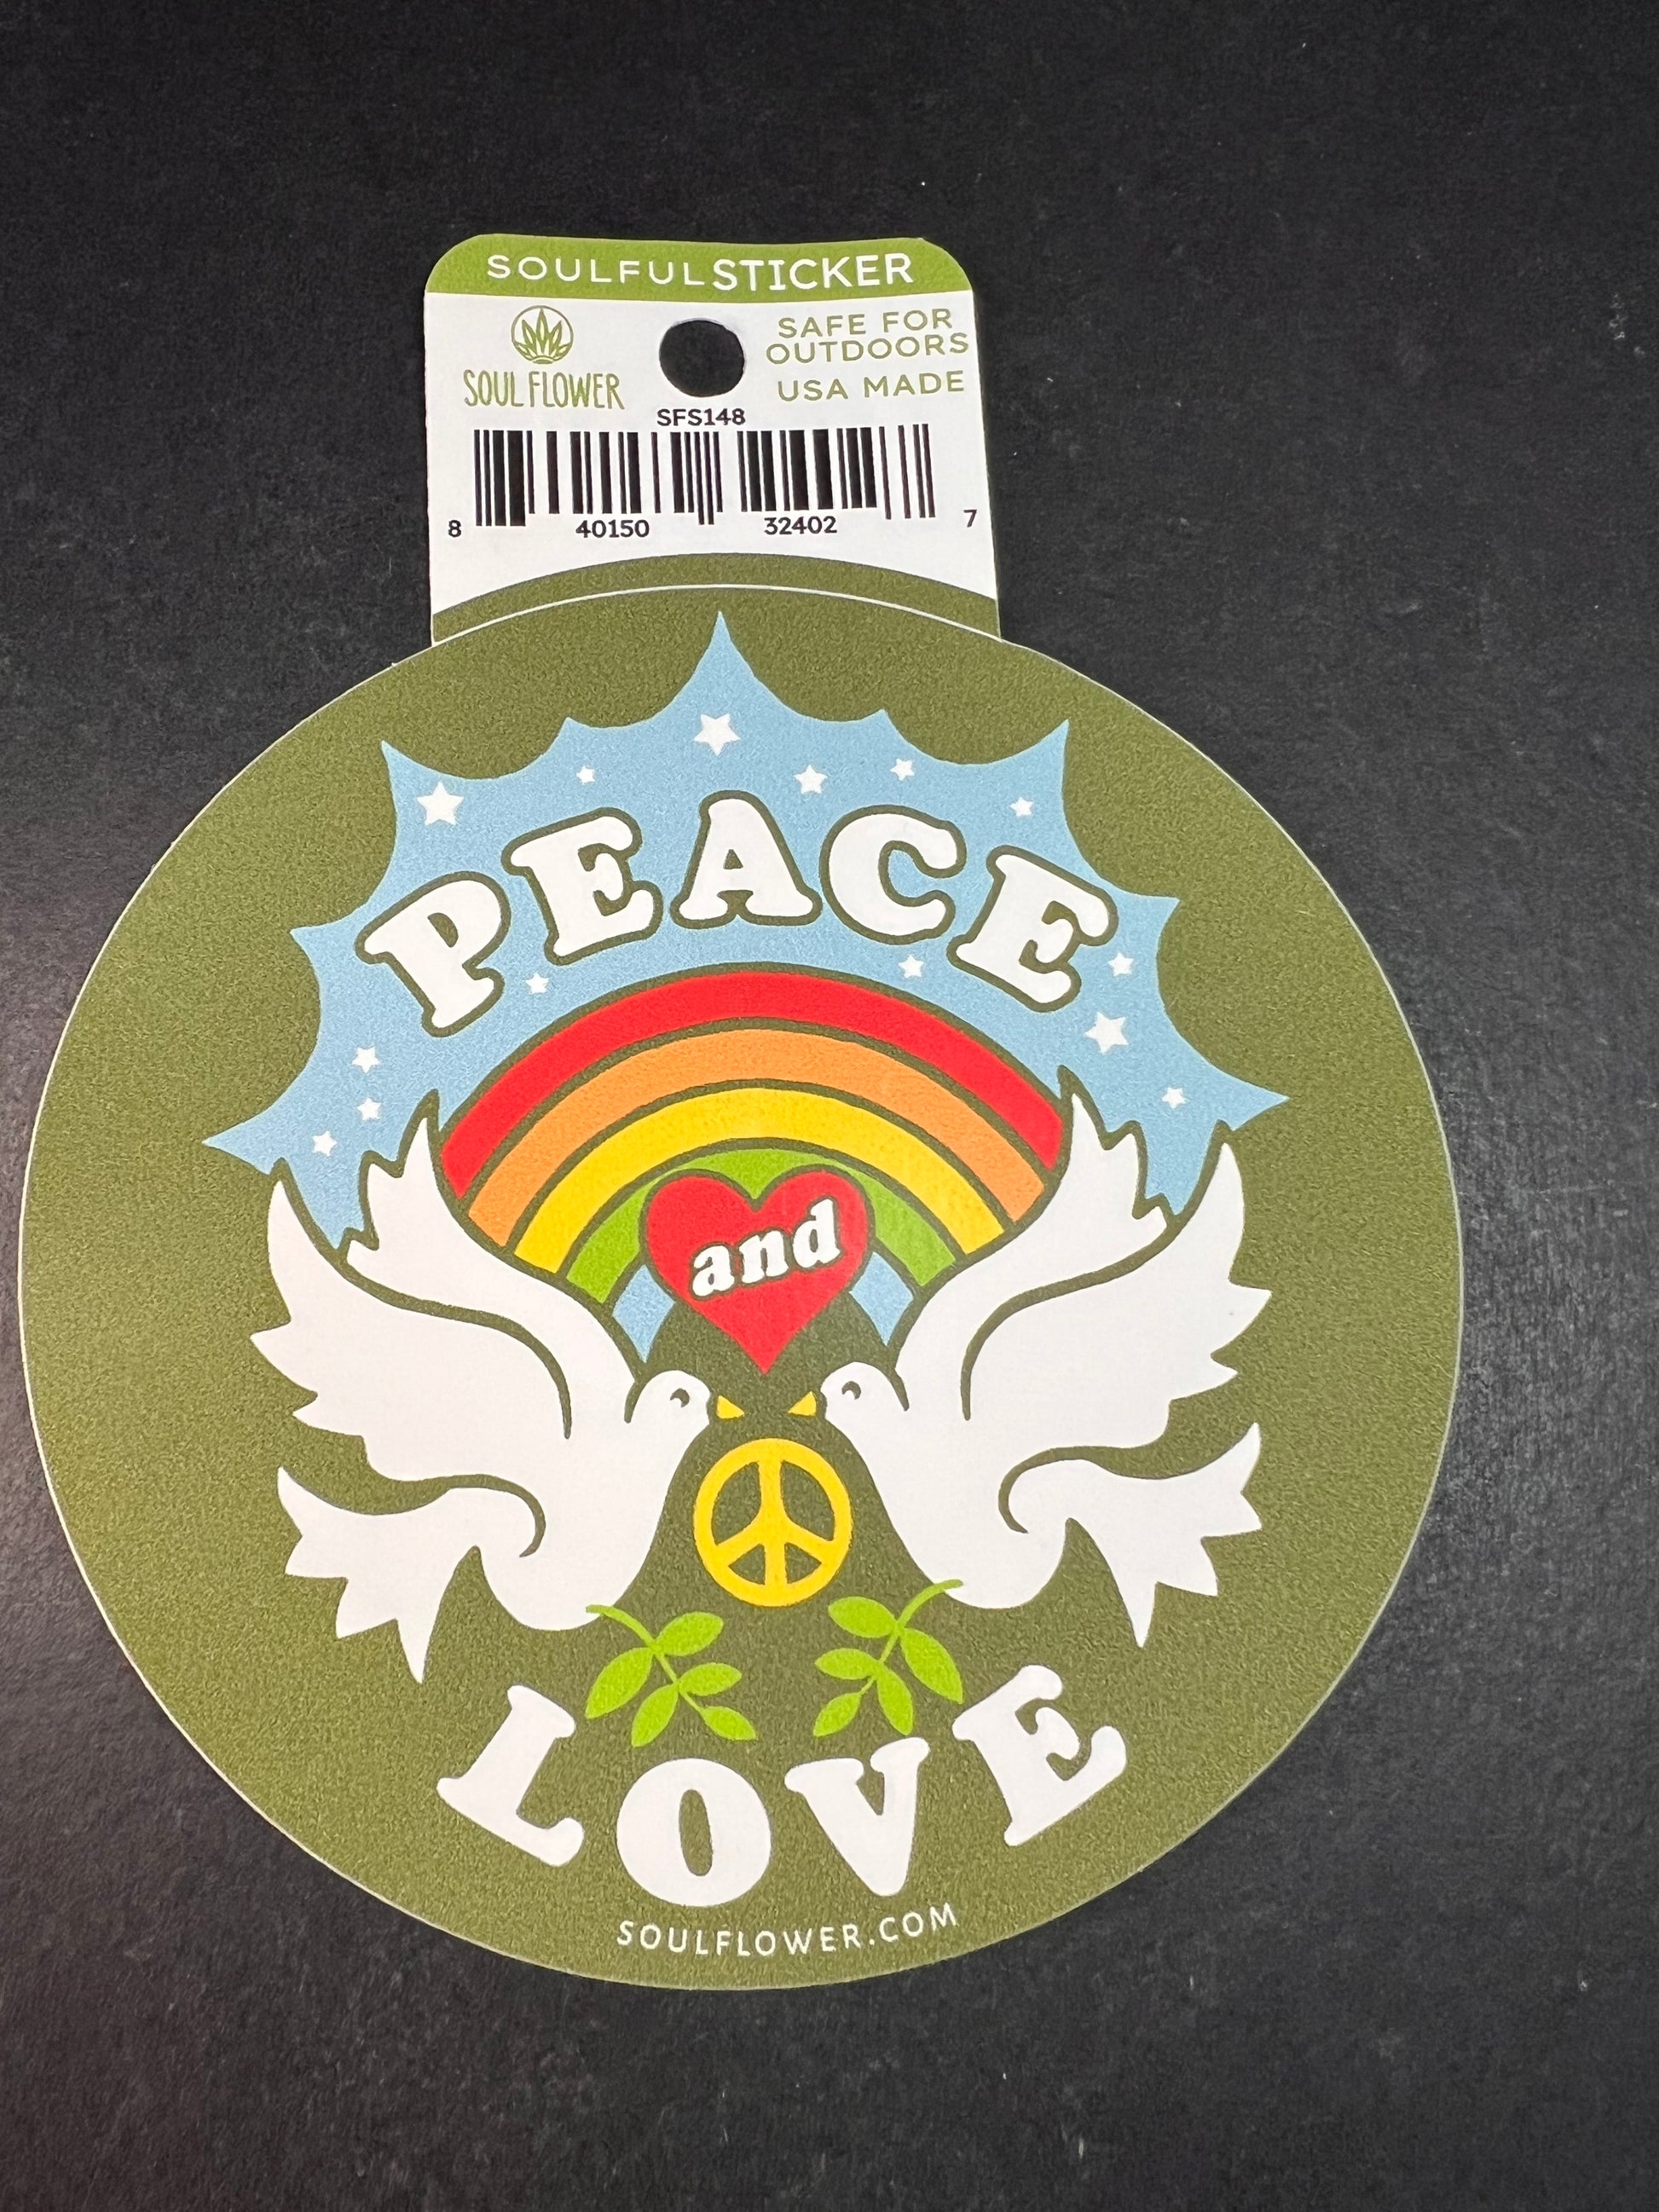 SOULFULSTICKER
SOUL FLOWER
SAFE FOR
OUTDOORS
USA MADE
SFS148
8 40150 32402 7
PEACE
and
LOVE
SOULFLOWER.COM